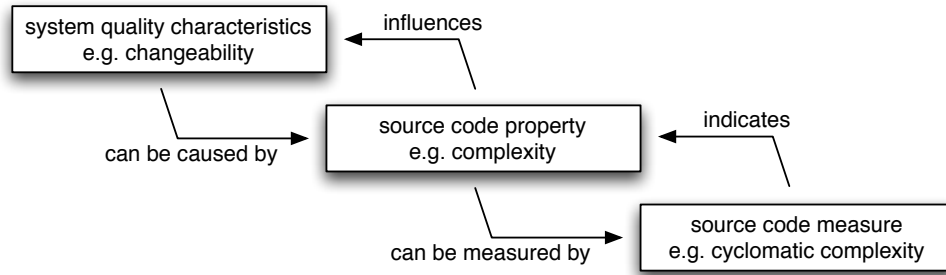 influences
system quality characteristics
e.g. changeability
indicates
source code property
e.g. complexity
can be caused by
source code measure
e.g. cyclomatic complexity
can be measured by